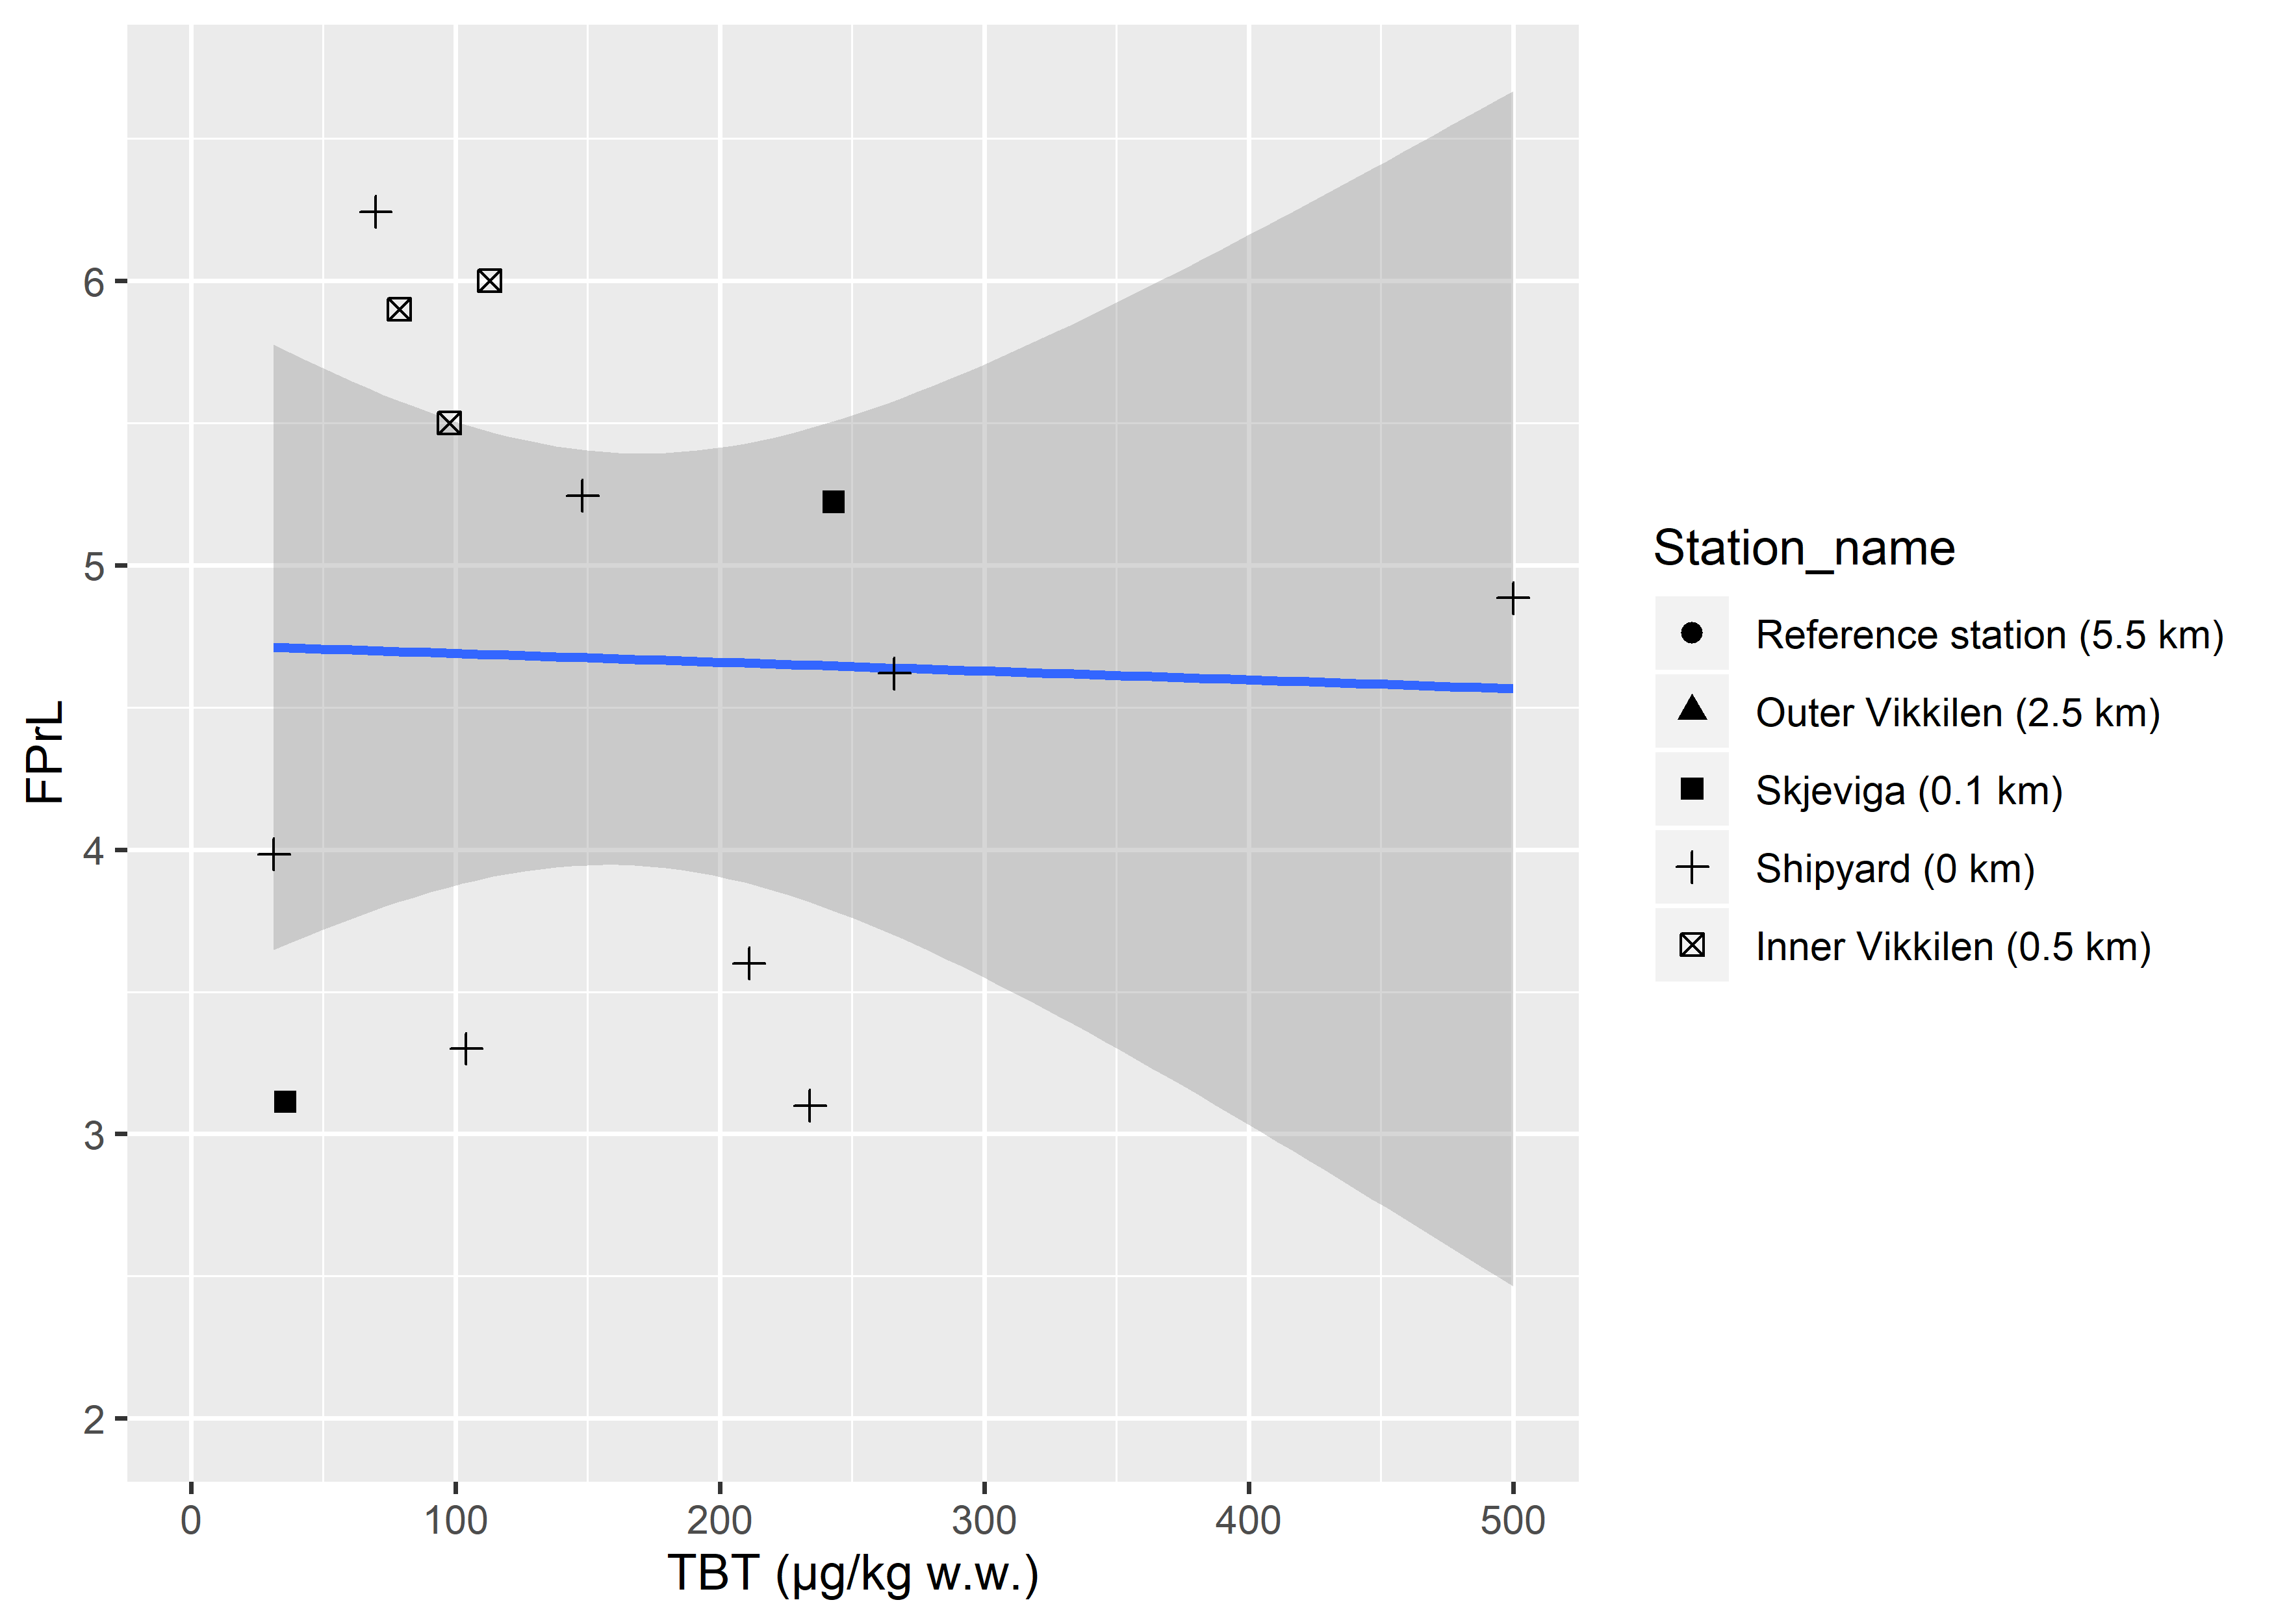 FPrL
6
5
4
3
2
0 100 200 300 400 500
TBT (µg/kg w.w.)
Station_name
Reference station (5.5 km)
Outer Vikkilen (2.5 km)
Skjeviga (0.1 km)
Shipyard (0 km)
Inner Vikkilen (0.5 km)